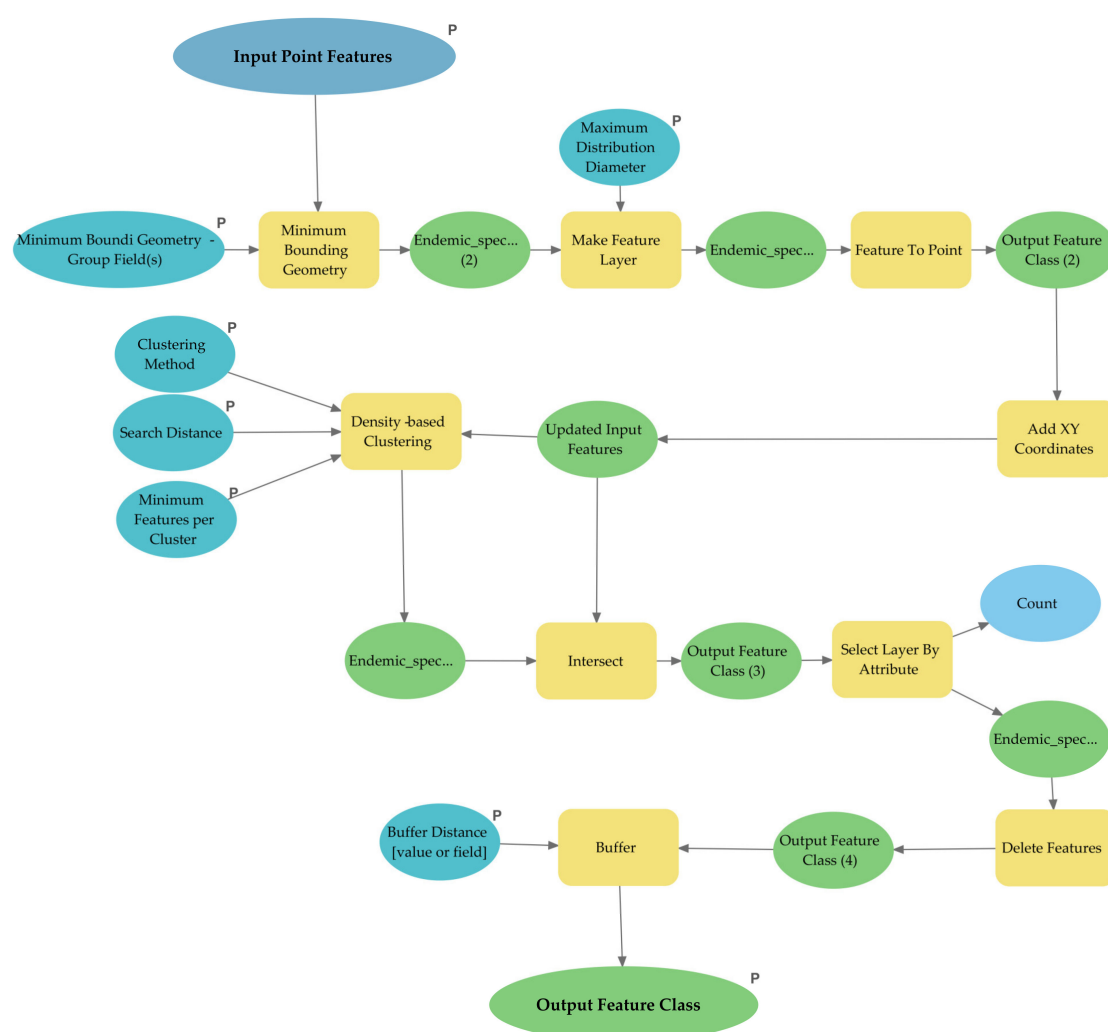 P
Input Point Features
P
Maximum
Distribution
Diameter
P
Minimum Boundi Geometry -
Group Field(s)
Minimum
Bounding
Geometry
Endemic_spec...
(2)
Make Feature
Layer
Endemic_spec...
Feature To Point
Output Feature
Class (2)
P
Clustering
Method
P
Search Distance
P
Minimum
Features per
Cluster
Density -based
Clustering
Updated Input
Features
Add XY
Coordinates
Endemic_spec...
Intersect
Output Feature
Class (3)
Select Layer By
Attribute
Count
Endemic_spec...
P
Buffer Distance
[value or field]
Buffer
Output Feature
Class (4)
Delete Features
P
Output Feature Class